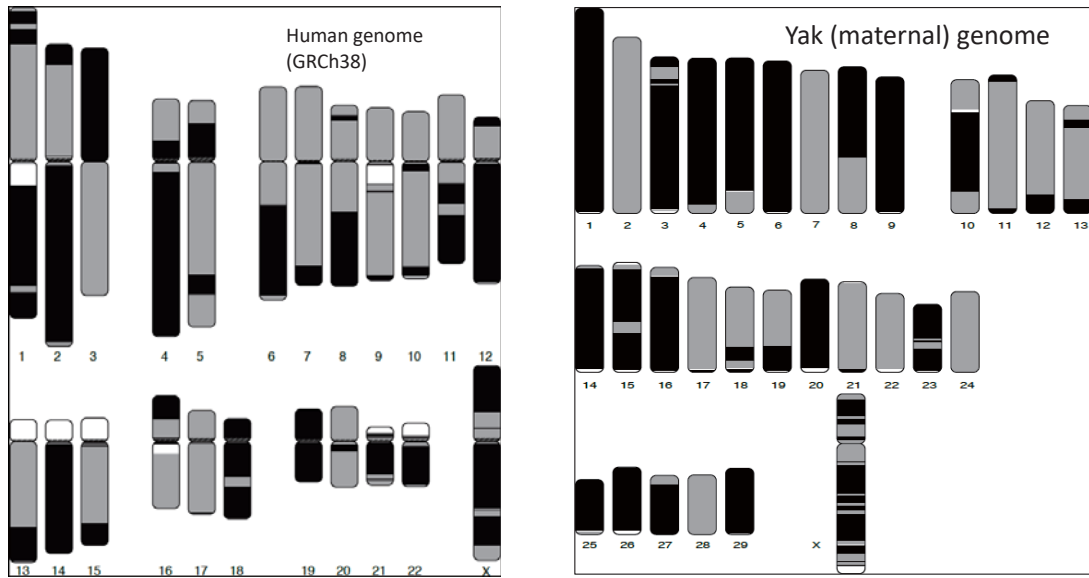 Human genome
(GRCh38)
1 2 3 4 5 6 7 8 9 10 11 12
13 14 15 16 17 18 19 20 21 22 X
Yak (maternal) genome
1 2 3 4 5 6 7 8 9 10 11 12 13
14 15 16 17 18 19 20 21 22 23 24
25 26 27 28 29 X